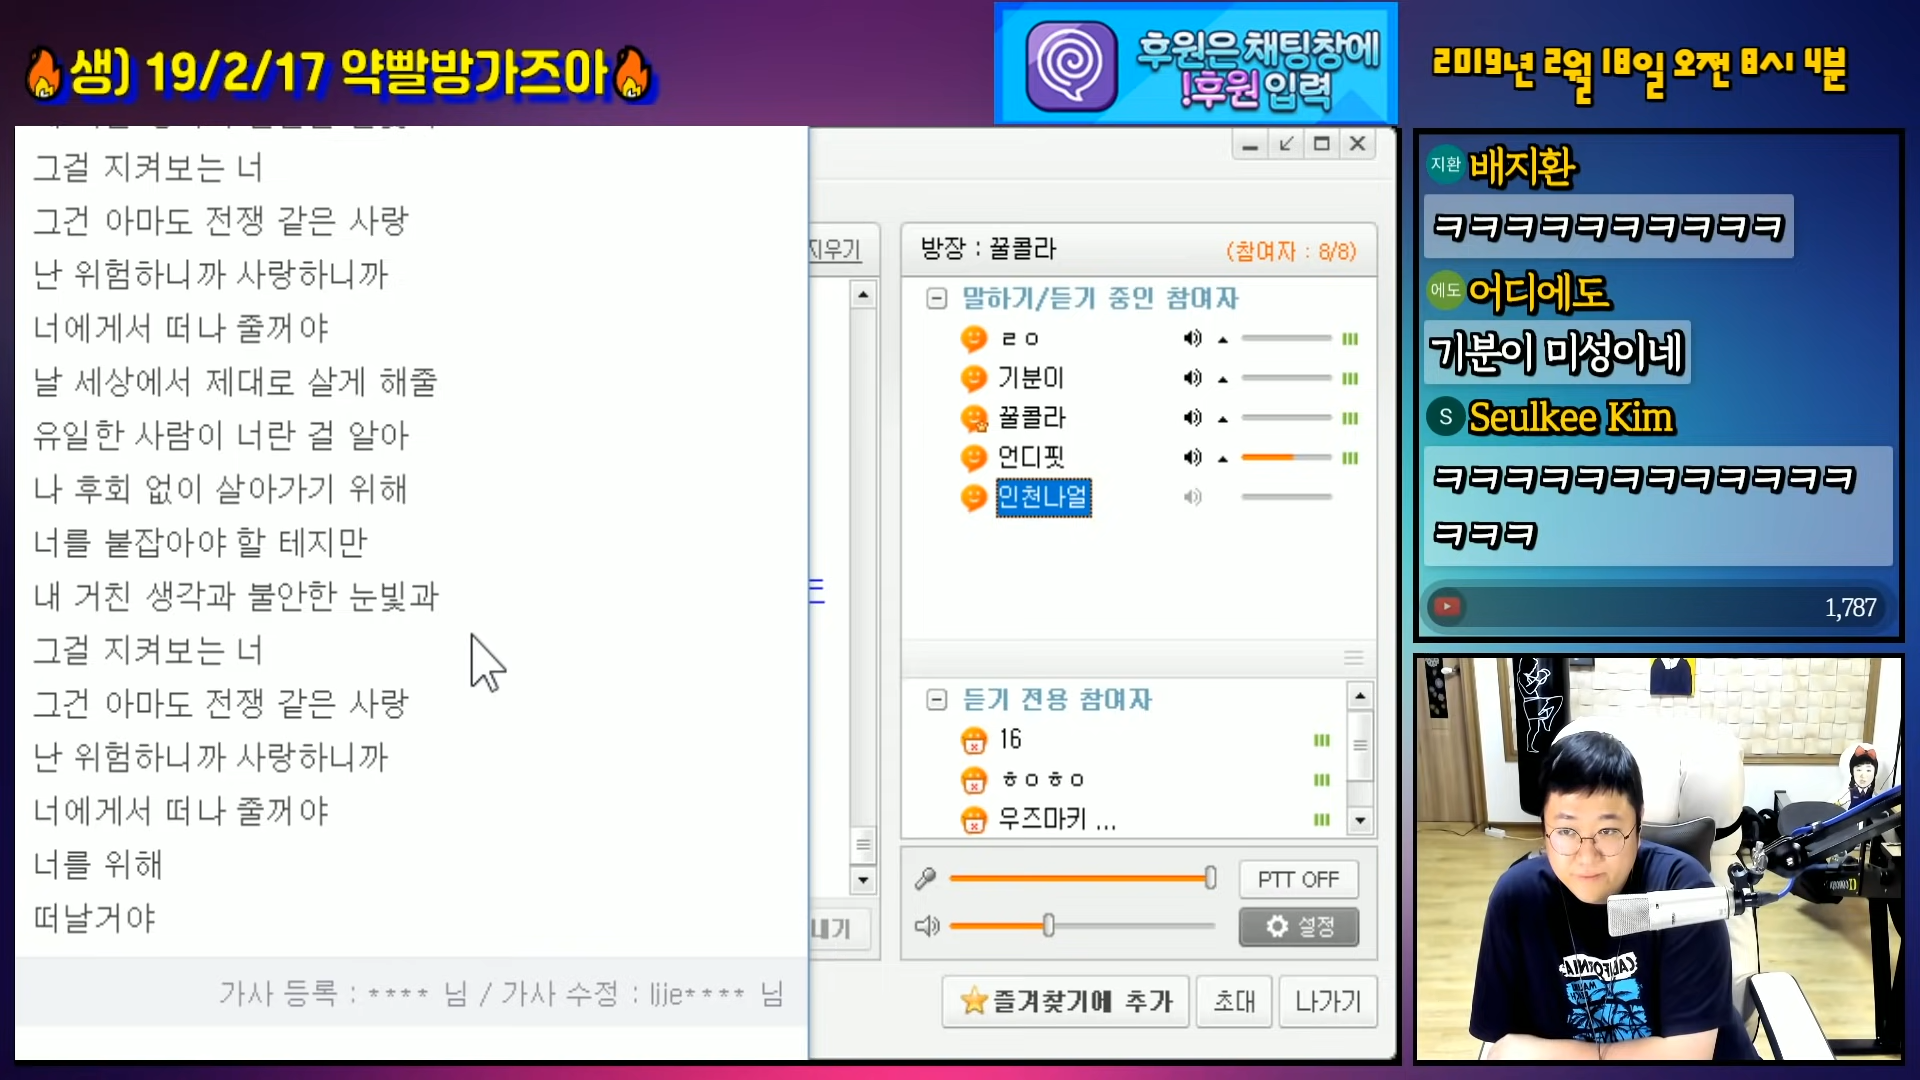 생) 19/2/17 약빨방가즈아
후원은채팅창에
!후원 입력
2019년 2월 18일 오전 8시 4분
그걸 지켜보는 너
그건 아마도 전쟁 같은 사랑
난 위험하니까 사랑하니까
너에게서 떠나 줄꺼야
날 세상에서 제대로 살게 해줄
유일한 사람이 너란 걸 알아
나 후회 없이 살아가기 위해
너를 붙잡아야 할 테지만
내 거친 생각과 불안한 눈빛과
그걸 지켜보는 너
그건 아마도 전쟁 같은 사랑
난 위험하니까 사랑하니까
너에게서 떠나 줄꺼야
너를 위해
떠날거야
가사 등록 : **** 님 / 가사 수정 : ljje**** 님
지우기
내기
방장 : 꿀콜라
(참여자 : 8/8)
말하기/듣기 중인 참여자
ㄹㅇ
기분이
꿀콜라
언디핏
인천나얼
듣기 전용 참여자
16
ㅎㅇㅎㅇ
우즈마키 ...
PTT OFF
설정
즐겨찾기에 추가
초대
나가기
지환 배지환
ㅋㅋㅋㅋㅋㅋㅋㅋㅋㅋ
에도 어디에도
기분이 미성이네
S Seulkee Kim
ㅋㅋㅋㅋㅋㅋㅋㅋㅋㅋㅋㅋ
ㅋㅋㅋ
1,787
CALIFORNIA